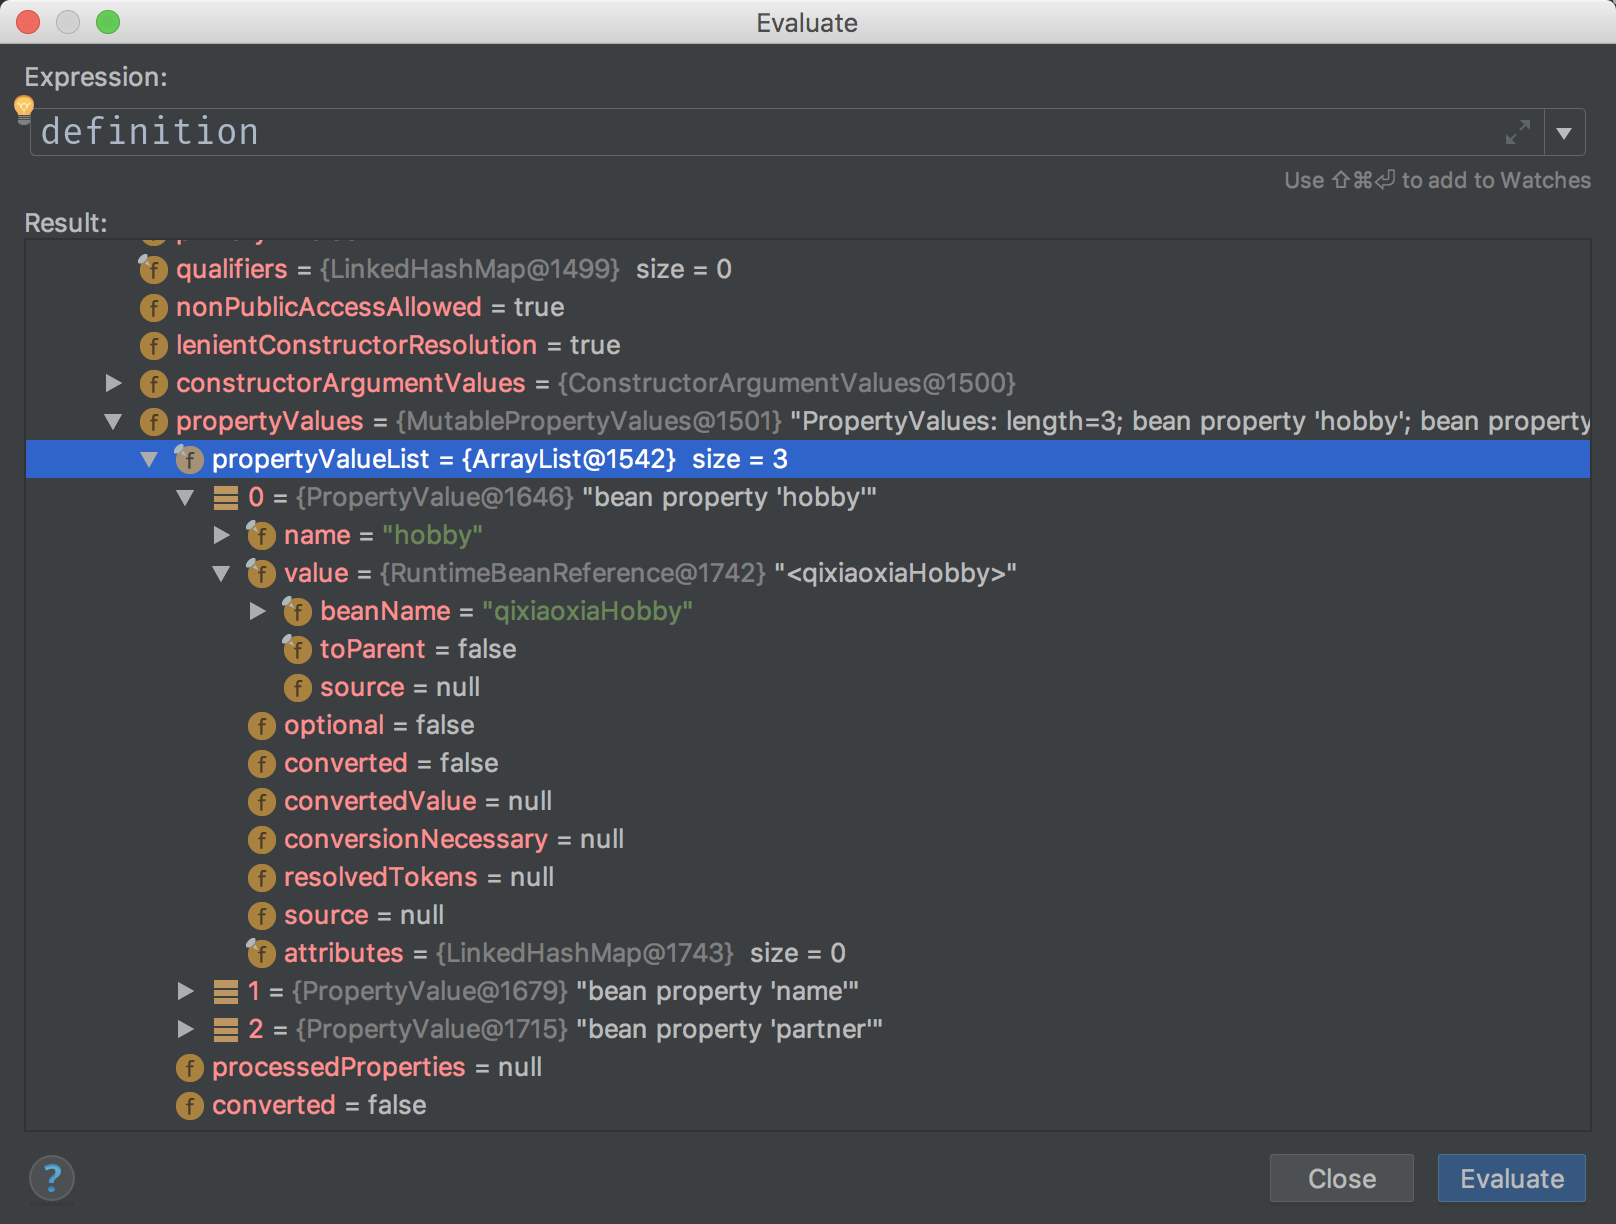 Evaluate
Expression:
definition
Use ⇧⌘⏎ to add to Watches
Result:
qualifiers = {LinkedHashMap@1499} size = 0
nonPublicAccessAllowed = true
lenientConstructorResolution = true
constructorArgumentValues = {ConstructorArgumentValues@1500}
propertyValues = {MutablePropertyValues@1501} "PropertyValues: length=3; bean property 'hobby'; bean property
propertyValueList = {ArrayList@1542} size = 3
0 = {PropertyValue@1646} "bean property 'hobby'"
name = "hobby"
value = {RuntimeBeanReference@1742} "<qixiaoxiaHobby>"
beanName = "qixiaoxiaHobby"
toParent = false
source = null
optional = false
converted = false
convertedValue = null
conversionNecessary = null
resolvedTokens = null
source = null
attributes = {LinkedHashMap@1743} size = 0
1 = {PropertyValue@1679} "bean property 'name'"
2 = {PropertyValue@1715} "bean property 'partner'"
processedProperties = null
converted = false
? Close Evaluate